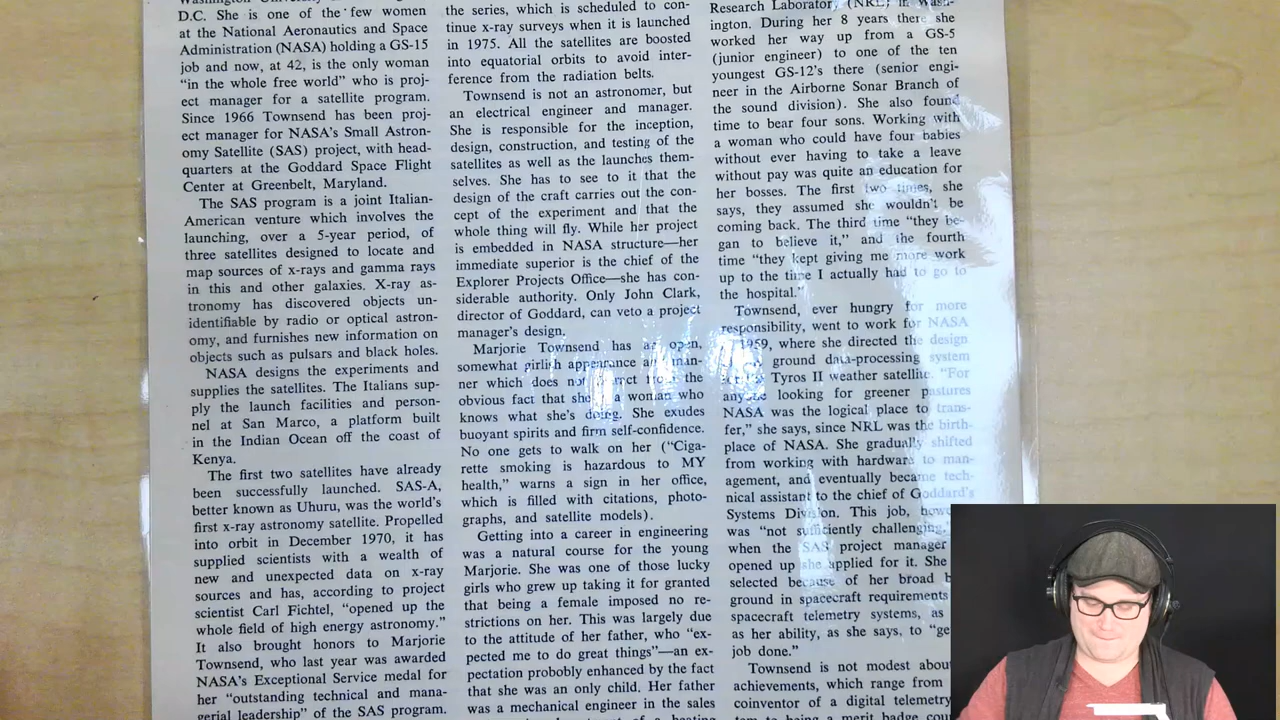 D.C. She is one of the few women
at the National Aeronautics and Space
Administration (NASA) holding a GS-15
job and now, at 42, is the only woman
“in the whole free world” who is proj-
ect manager for a satellite program.
Since 1966 Townsend has been proj-
ect manager for NASA's Small Astron-
omy Satellite (SAS) project, with head-
quarters at the Goddard Space Flight
Center at Greenbelt, Maryland.
The SAS program is a joint Italian-
American venture which involves the
launching, over a 5-year period, of
three satellites designed to locate and
map sources of x-rays and gamma rays
in this and other galaxies. X-ray as-
tronomy has discovered objects un-
identifiable by radio or optical astron-
omy, and furnishes new information on
objects such as pulsars and black holes.
NASA designs the experiments and
supplies the satellites. The Italians sup-
ply the launch facilities and person-
nel at San Marco, a platform built
in the Indian Ocean off the coast of
Kenya.
The first two satellites have already
been successfully launched. SAS-A,
better known as Uhuru, was the world's
first x-ray astronomy satellite. Propelled
into orbit in December 1970, it has
supplied scientists with a wealth of
new and unexpected data on x-ray
sources and has, according to project
scientist Carl Fichtel, “opened up the
whole field of high energy astronomy.”
It also brought honors to Marjorie
Townsend, who last year was awarded
NASA's Exceptional Service medal for
her “outstanding technical and mana-
gerial leadership” of the SAS program.
the series, which is scheduled to con-
tinue x-ray surveys when it is launched
in 1975. All the satellites are boosted
into equatorial orbits to avoid inter-
ference from the radiation belts.
Townsend is not an astronomer, but
an electrical engineer and manager.
She is responsible for the inception,
design, construction, and testing of the
satellites as well as the launches them-
selves. She has to see to it that the
design of the craft carries out the con-
cept of the experiment and that the
whole thing will fly. While her project
is embedded in NASA structure—her
immediate superior is the chief of the
Explorer Projects Office—she has con-
siderable authority. Only John Clark,
director of Goddard, can veto a project
manager's design.
Marjorie Townsend has an open,
somewhat girlish appearance and man-
ner which does not from the
obvious fact that she a woman who
knows what she's doing. She exudes
buoyant spirits and firm self-confidence.
No one gets to walk on her (“Ciga-
rette smoking is hazardous to MY
health,” warns a sign in her office,
which is filled with citations, photo-
graphs, and satellite models).
Getting into a career in engineering
was a natural course for the young
Marjorie. She was one of those lucky
girls who grew up taking it for granted
that being a female imposed no re-
strictions on her. This was largely due
to the attitude of her father, who “ex-
pected me to do great things”—an ex-
pectation probobly enhanced by the fact
that she was an only child. Her father
was a mechanical engineer in the sales
Research Laboratory (NRL) in Wash-
ington. During her 8 years there she
worked her way up from a GS-5
(junior engineer) to one of the ten
youngest GS-12's there (senior engi-
neer in the Airborne Sonar Branch of
the sound division). She also found
time to bear four sons. Working with
a woman who could have four babies
without ever having to take a leave
without pay was quite an education for
her bosses. The first two times, she
says, they assumed she wouldn't be
coming back. The third time “they be-
gan to believe it,” and the fourth
time “they kept giving me more work
up to the time I actually had to go to
the hospital.”
Townsend, ever hungry for more
responsibility, went to work for NASA
1959, where she directed the design
ground data-processing system
Tyros II weather satellite. “For
anyone looking for greener pastures
NASA was the logical place to trans-
fer,” she says, since NRL was the birth-
place of NASA. She gradually shifted
from working with hardware to man-
agement, and eventually became tech-
nical assistant to the chief of Goddard's
Systems Division. This job, howe
was “not sufficiently challenging,
when the SAS project manager
opened up she applied for it. She
selected because of her broad b
ground in spacecraft requirements
spacecraft telemetry systems, as
as her ability, as she says, to “ge
job done.”
Townsend is not modest abou
achievements, which range from
coinventor of a digital telemetry